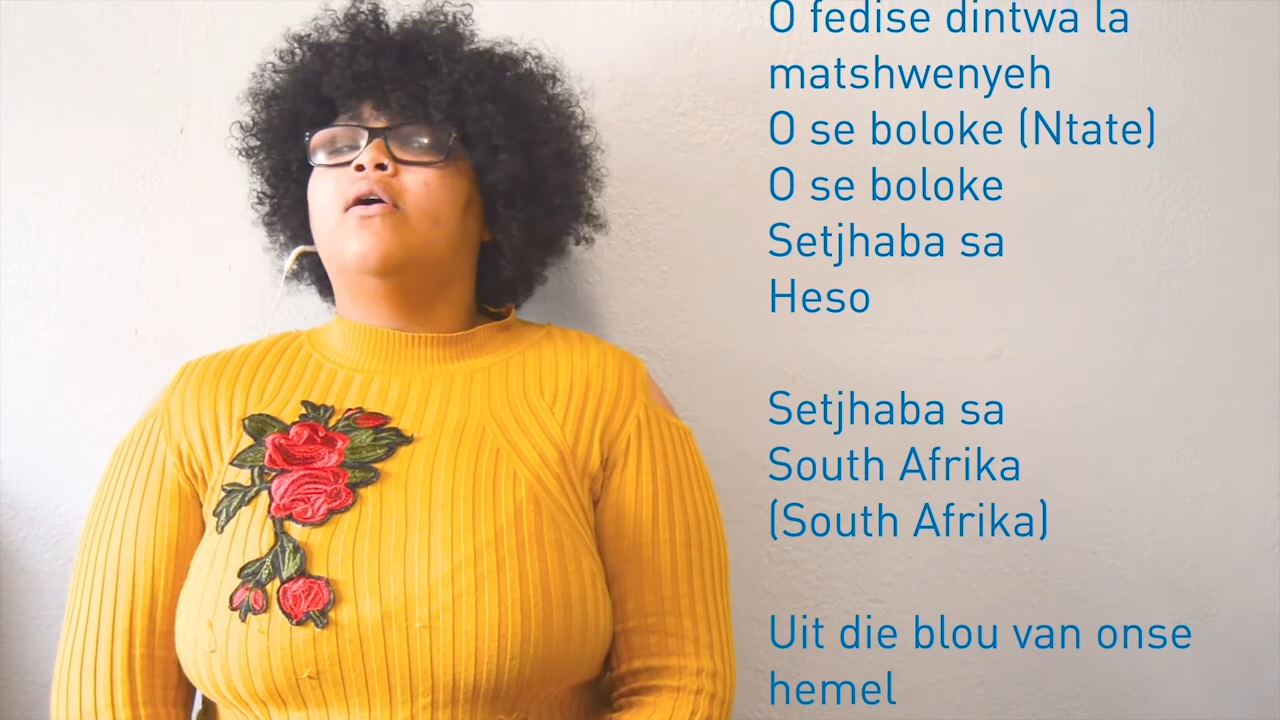 O fedise dintwa la
matshwenyeh
O se boloke (Ntate)
O se boloke
Setjhaba sa
Heso
Setjhaba sa
South Afrika
(South Afrika)
Uit die blou van onse
hemel